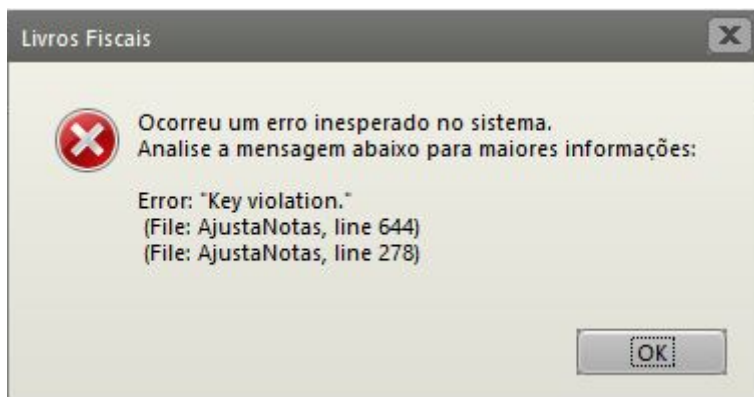 Livros Fiscais
Ocorreu um erro inesperado no sistema.
Analise a mensagem abaixo para maiores informações:
Error: "Key violation."
(File: AjustaNotas, line 644)
(File: AjustaNotas, line 278)
OK